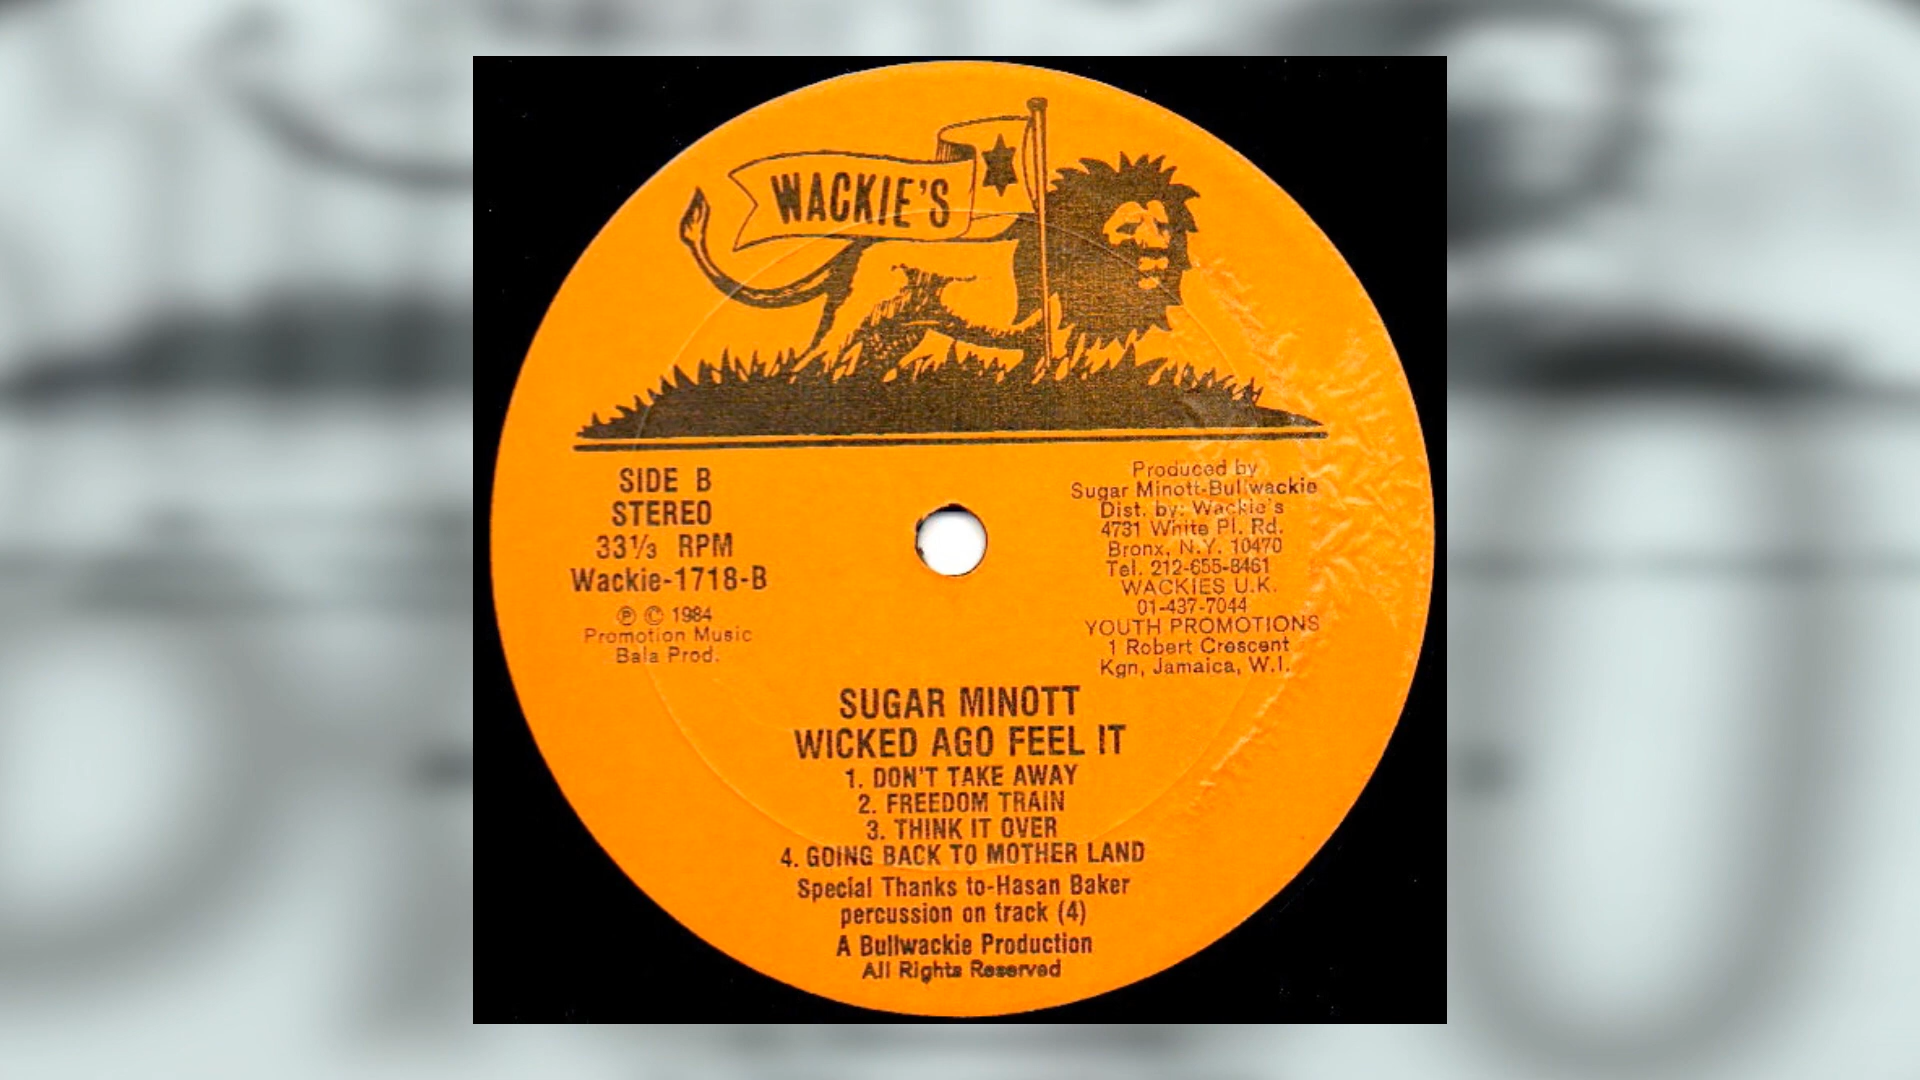 WACKIE'S
SIDE B
STEREO
33⅓ RPM
Wackie-1718-B
Ⓟ © 1984
Promotion Music
Bala Prod.
Produced by
Sugar Minott-Bullwackie
Dist. by: Wackie's
4731 White Pl. Rd.
Bronx, N.Y. 10470
Tel. 212-655-8461
WACKIES U.K.
01-437-7044
YOUTH PROMOTIONS
1 Robert Crescent
Kgn, Jamaica, W.I.
SUGAR MINOTT
WICKED AGO FEEL IT
1. DON'T TAKE AWAY
2. FREEDOM TRAIN
3. THINK IT OVER
4. GOING BACK TO MOTHER LAND
Special Thanks to-Hasan Baker
percussion on track (4)
A Bullwackie Production
All Rights Reserved